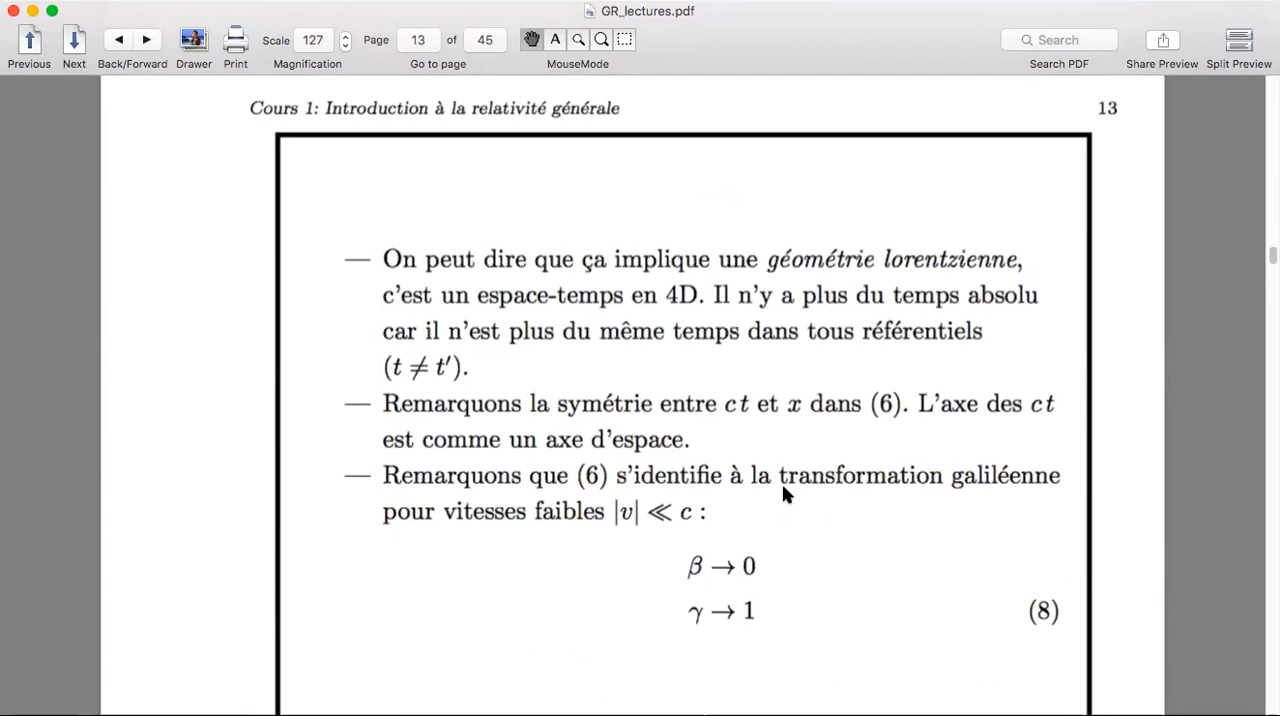 GR_lectures.pdf
Scale 127 Page 13 of 45 A Search
Previous Next Back/Forward Drawer Print Magnification Go to page MouseMode Search PDF Share Preview Split Preview
Cours 1: Introduction à la relativité générale 13
— On peut dire que ça implique une géométrie lorentzienne,
c'est un espace-temps en 4D. Il n'y a plus du temps absolu
car il n'est plus du même temps dans tous référentiels
(t ≠ t′).
— Remarquons la symétrie entre ct et x dans (6). L'axe des ct
est comme un axe d'espace.
— Remarquons que (6) s'identifie à la transformation galiléenne
pour vitesses faibles |v| ≪ c :
β → 0
γ → 1 (8)